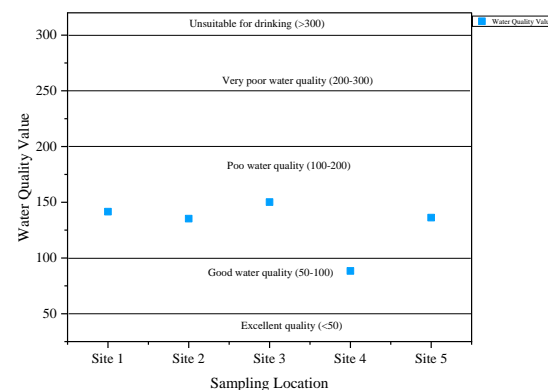 Unsuitable for drinking (>300)
Water Quality Value
300
Very poor water quality (200-300)
250
200
Poo water quality (100-200)
150
100
Good water quality (50-100)
50
Excellent quality (<50)
Water Quality Value
Site 1
Site 2
Site 3
Site 4
Site 5
Sampling Location